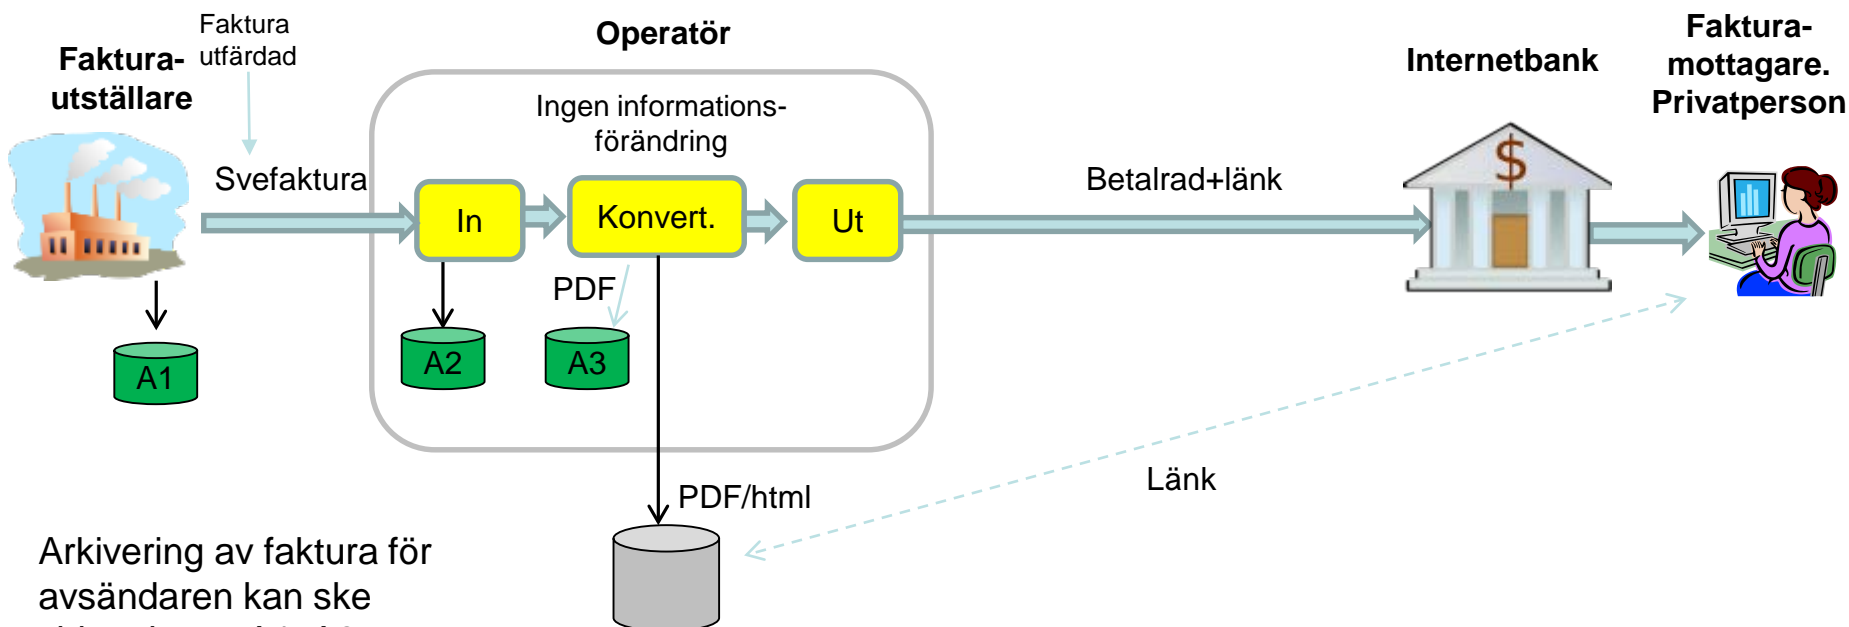 Faktura-
utställare
Faktura
utfärdad
Operatör
Internetbank
Faktura-
mottagare.
Privatperson
Ingen informations-
förändring
Svefaktura
In
Konvert.
Ut
Betalrad+länk
$
PDF
A1
A2
A3
PDF/html
Länk
Arkivering av faktura för
avsändaren kan ske